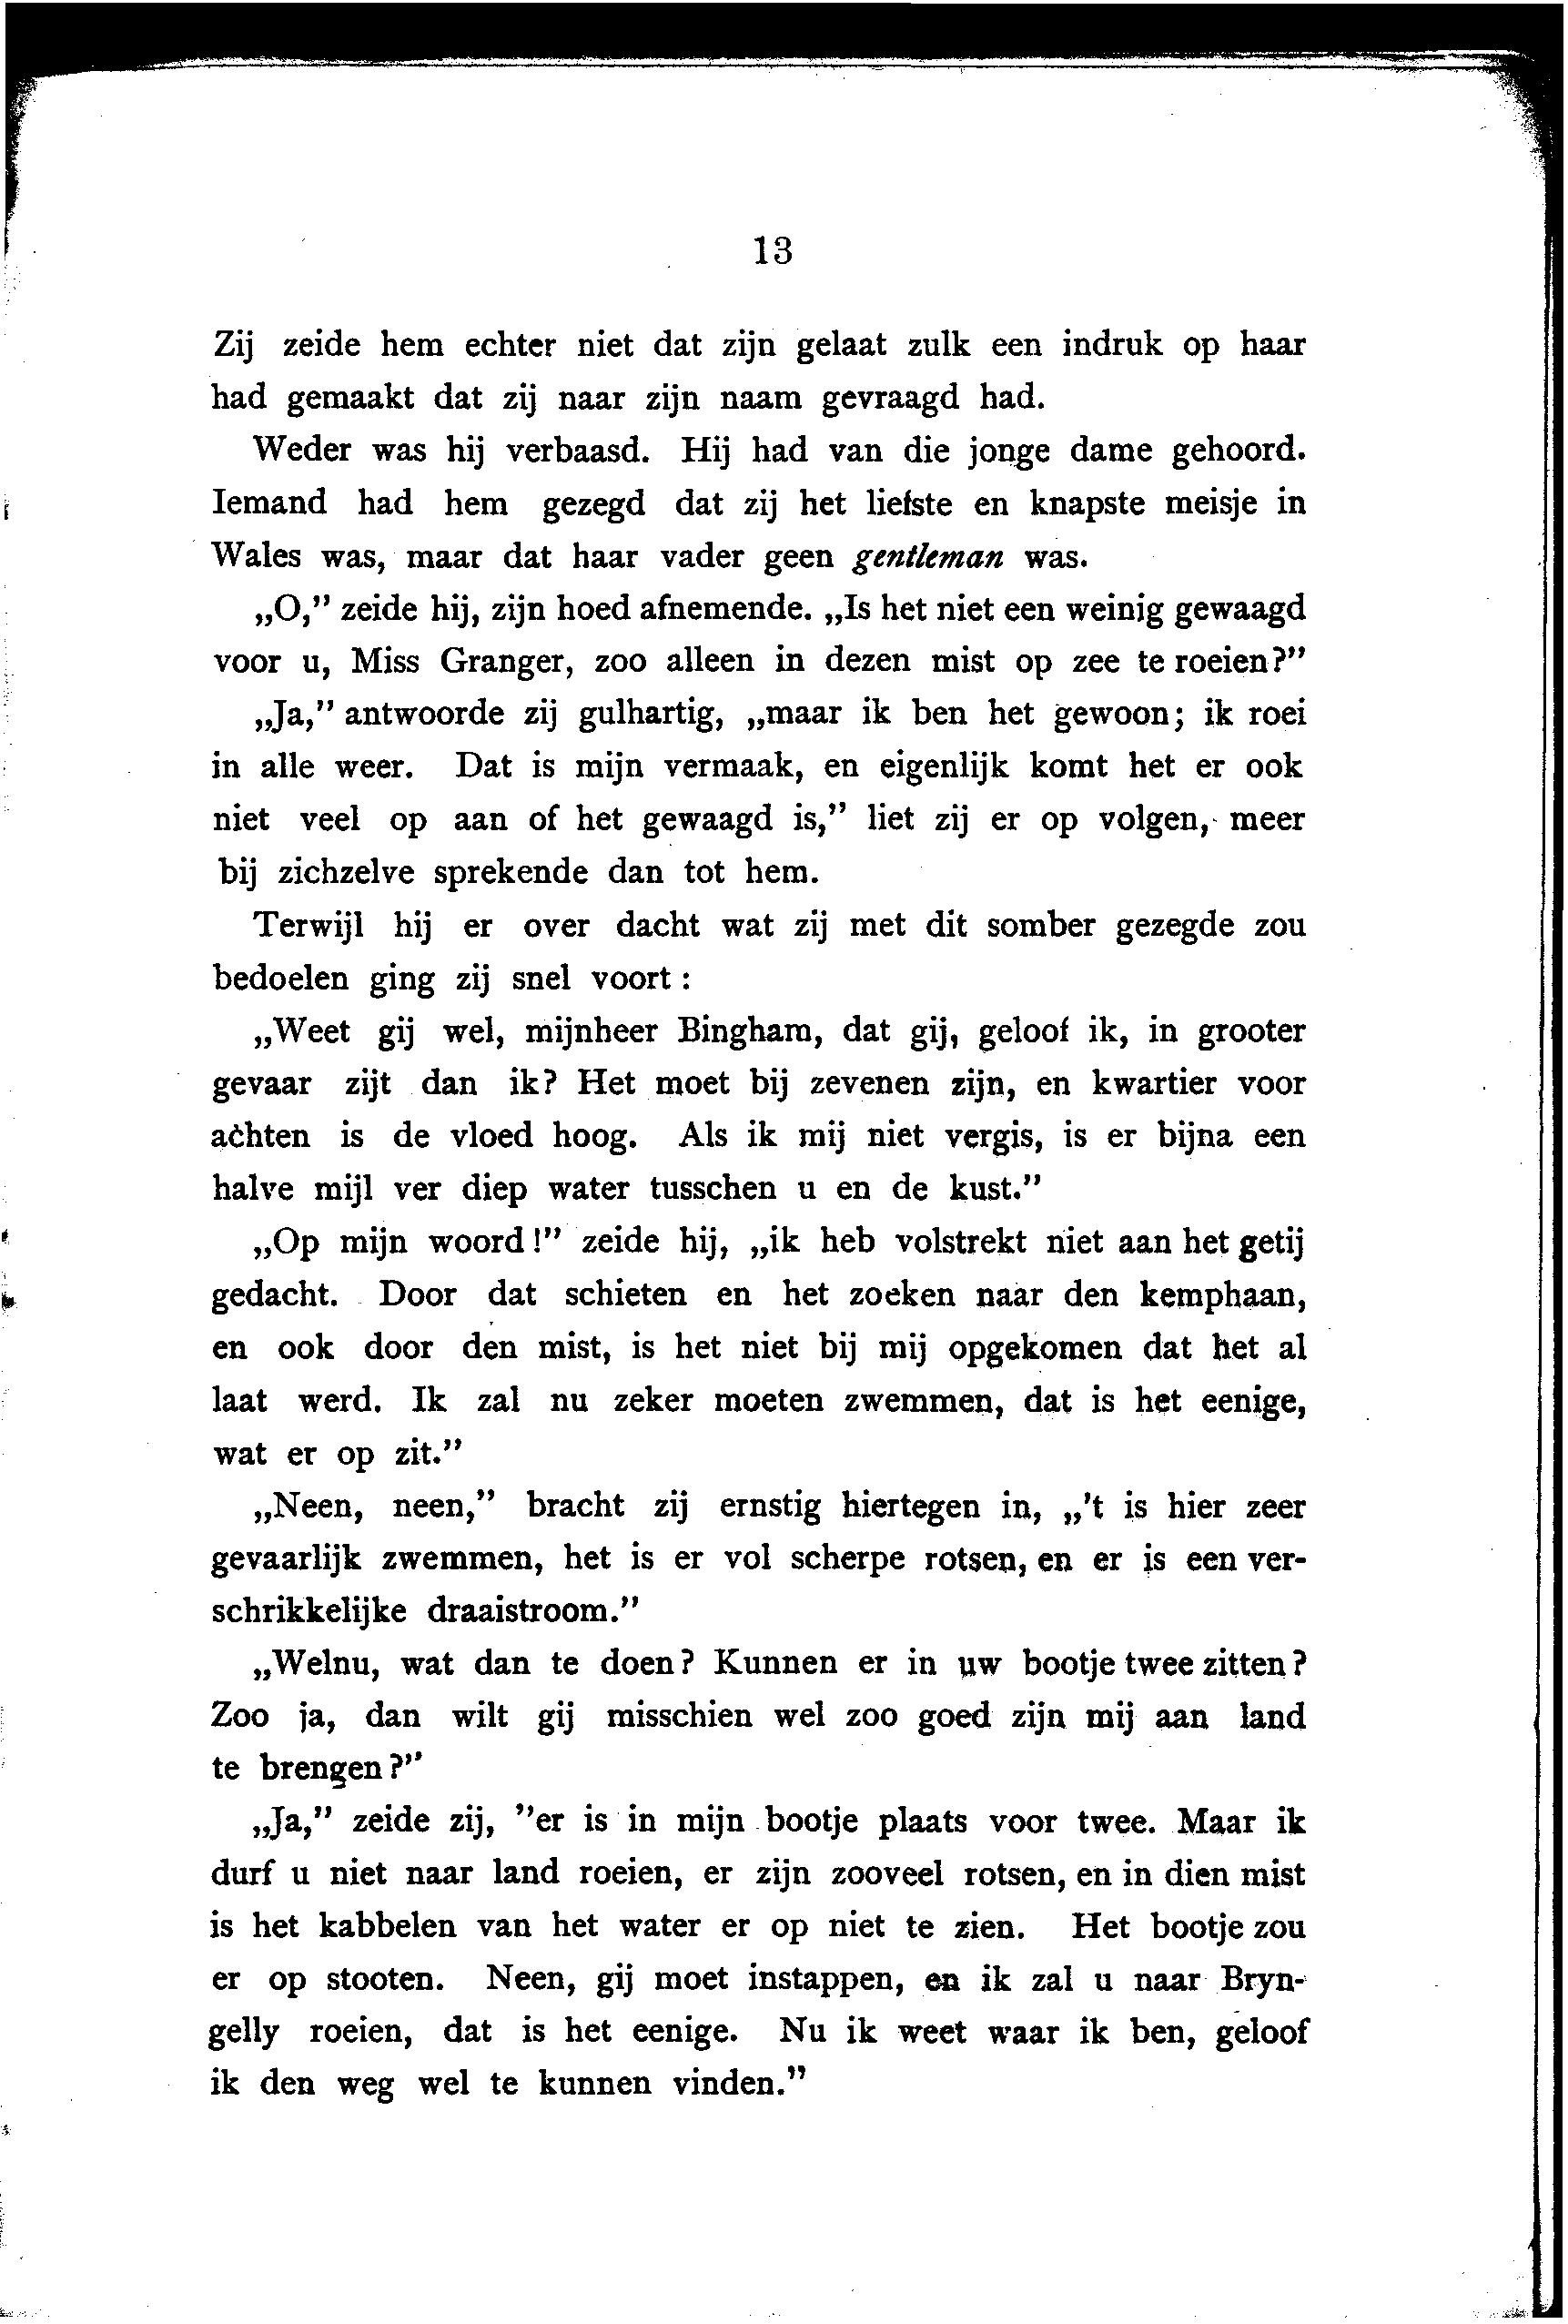 13
Zij zeide hem echter niet dat zijn gelaat zulk een indruk op haar
had gemaakt dat zij naar zijn naam gevraagd had.
Weder was hij verbaasd. Hij had van die jonge dame gehoord.
Iemand had hem gezegd dat zij het liefste en knapste meisje in
Wales was, maar dat haar vader geen gentleman was.
„O,” zeide hij, zijn hoed afnemende. „Is het niet een weinig gewaagd
voor u, Miss Granger, zoo alleen in dezen mist op zee te roeien?”
„Ja,” antwoorde zij gulhartig, „maar ik ben het gewoon; ik roei
in alle weer. Dat is mijn vermaak, en eigenlijk komt het er ook
niet veel op aan of het gewaagd is,” liet zij er op volgen, meer
bij zichzelve sprekende dan tot hem.
Terwijl hij er over dacht wat zij met dit somber gezegde zou
bedoelen ging zij snel voort:
„Weet gij wel, mijnheer Bingham, dat gij, geloof ik, in grooter
gevaar zijt dan ik? Het moet bij zevenen zijn, en kwartier voor
achten is de vloed hoog. Als ik mij niet vergis, is er bijna een
halve mijl ver diep water tusschen u en de kust.”
„Op mijn woord!” zeide hij, „ik heb volstrekt niet aan het getij
gedacht. Door dat schieten en het zoeken naar den kemphaan,
en ook door den mist, is het niet bij mij opgekomen dat het al
laat werd. Ik zal nu zeker moeten zwemmen, dat is het eenige,
wat er op zit.”
„Neen, neen,” bracht zij ernstig hiertegen in, „'t is hier zeer
gevaarlijk zwemmen, het is er vol scherpe rotsen, en er is een ver-
schrikkelijke draaistroom.”
„Welnu, wat dan te doen? Kunnen er in uw bootje twee zitten?
Zoo ja, dan wilt gij misschien wel zoo goed zijn mij aan land
te brengen?”
„Ja,” zeide zij, ”er is in mijn bootje plaats voor twee. Maar ik
durf u niet naar land roeien, er zijn zooveel rotsen, en in dien mist
is het kabbelen van het water er op niet te zien. Het bootje zou
er op stooten. Neen, gij moet instappen, en ik zal u naar Bryn-
gelly roeien, dat is het eenige. Nu ik weet waar ik ben, geloof
ik den weg wel te kunnen vinden.”